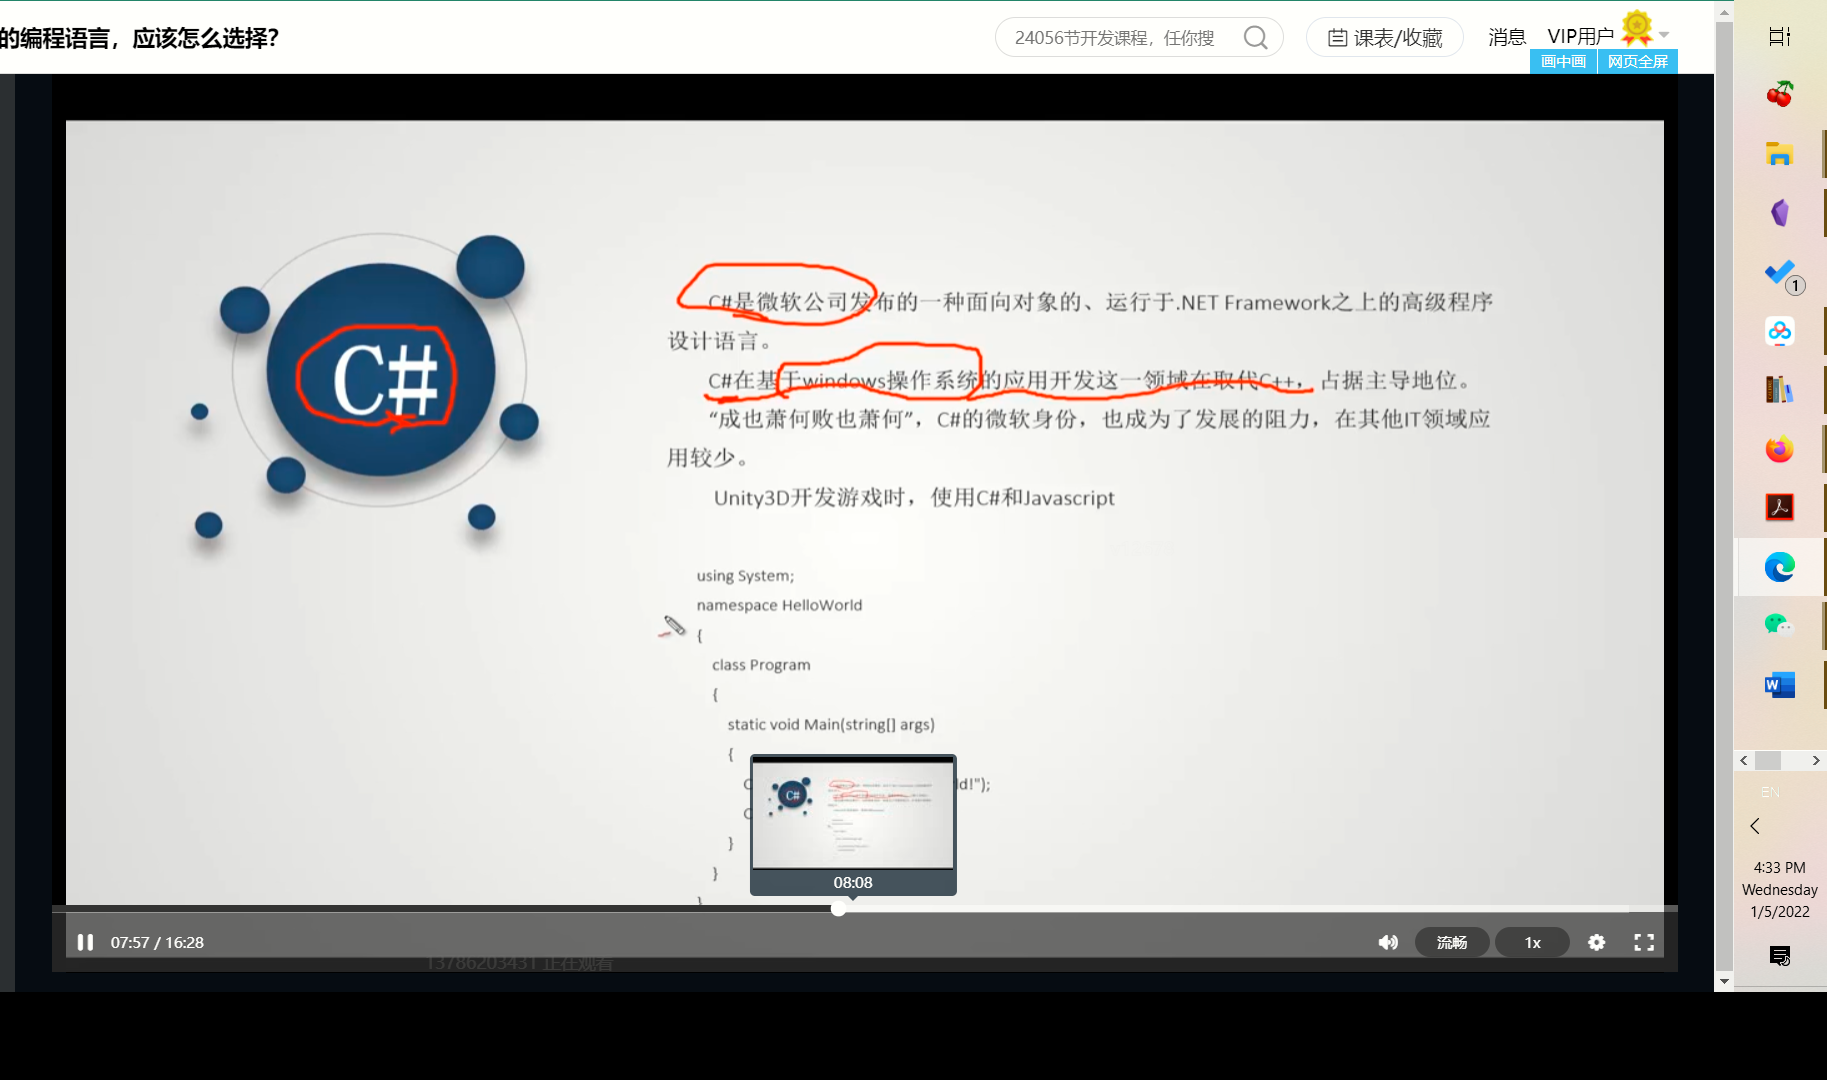 的编程语言，应该怎么选择?
24056节开发课程，任你搜
课表/收藏
消息
VIP用户
画中画
网页全屏
C#
C#是微软公司发布的一种面向对象的、运行于.NET Framework之上的高级程序
设计语言。
C#在基于windows操作系统的应用开发这一领域在取代C++，占据主导地位。
“成也萧何败也萧何”，C#的微软身份，也成为了发展的阻力，在其他IT领域应
用较少。
Unity3D开发游戏时，使用C#和Javascript
using System;
namespace HelloWorld
{
class Program
{
static void Main(string[] args)
{
ld!");
}
}
08:08
07:57 / 16:28
流畅
1x
13786203431 正在观看
1
EN
4:33 PM
Wednesday
1/5/2022